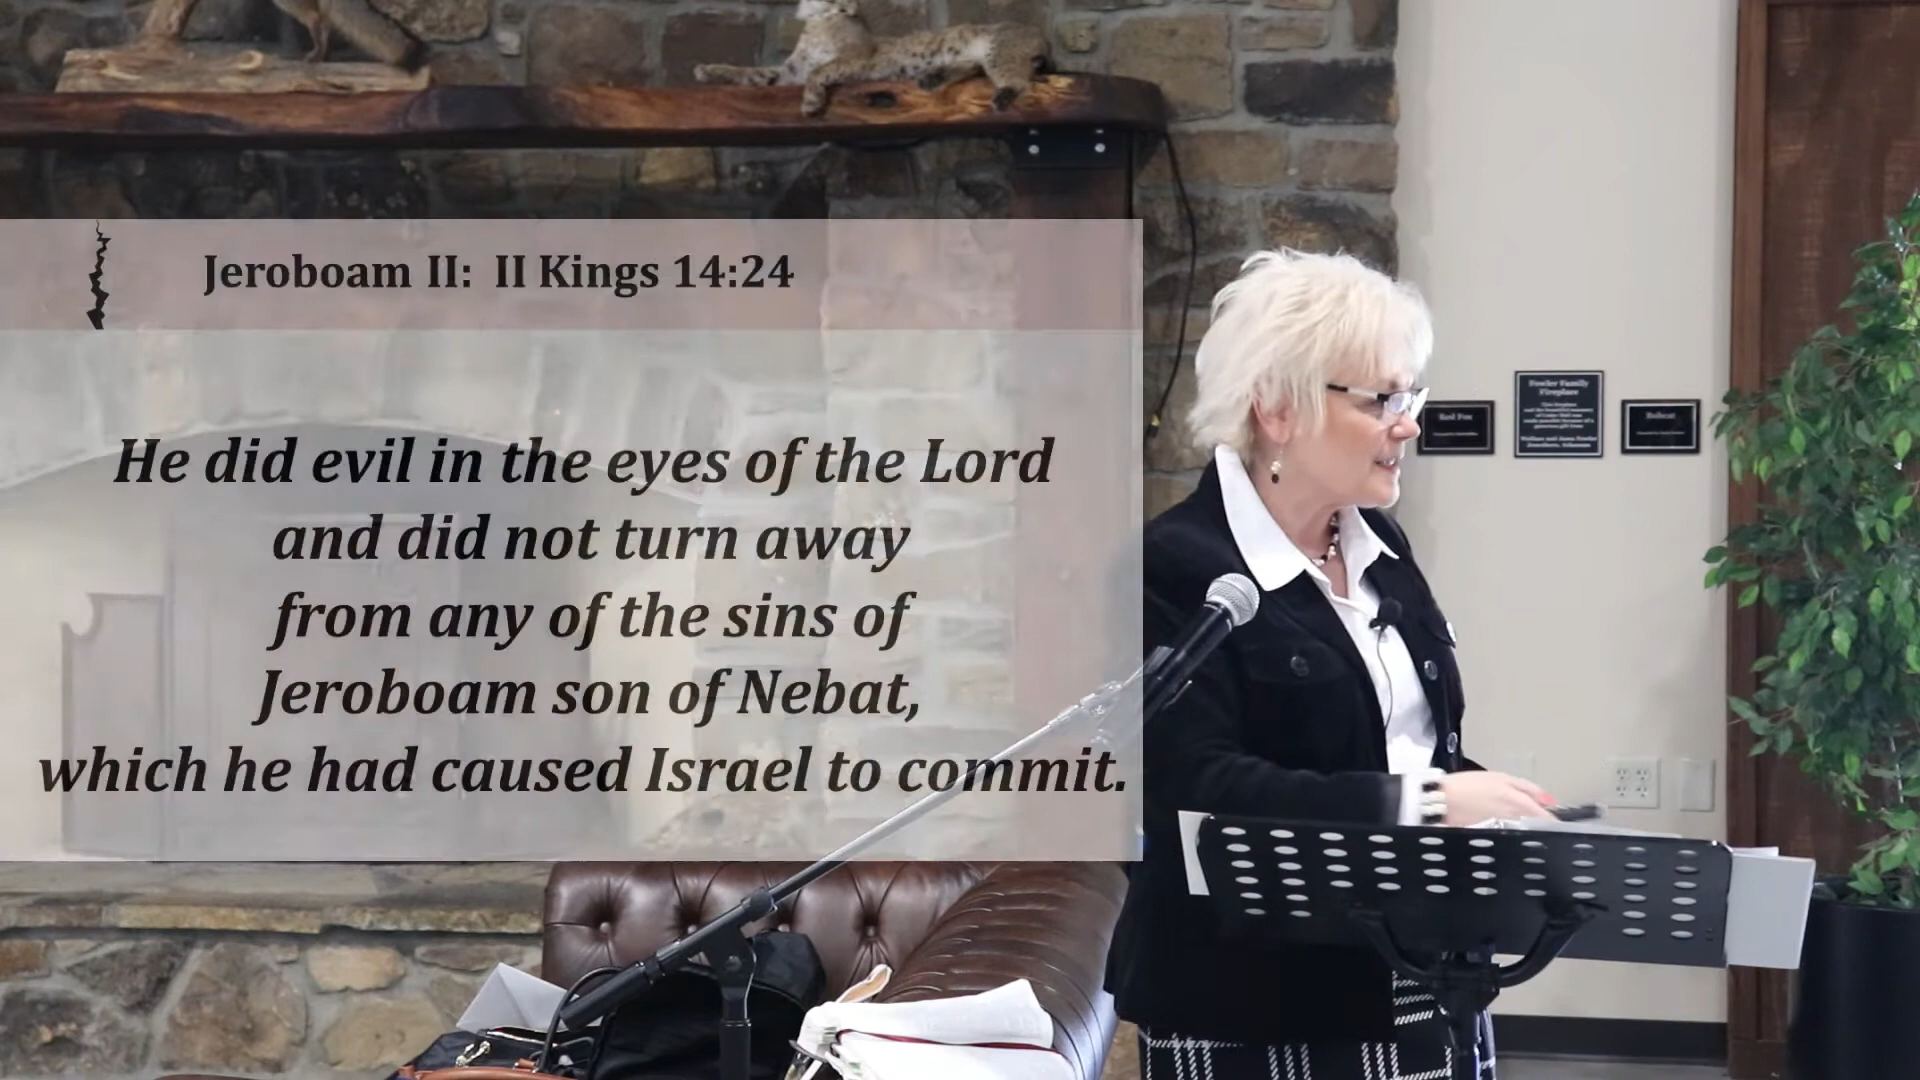 Jeroboam II: II Kings 14:24
He did evil in the eyes of the Lord
and did not turn away
from any of the sins of
Jeroboam son of Nebat,
which he had caused Israel to commit.
Red Fox
Fowler Family
Fireplace
Bobcat